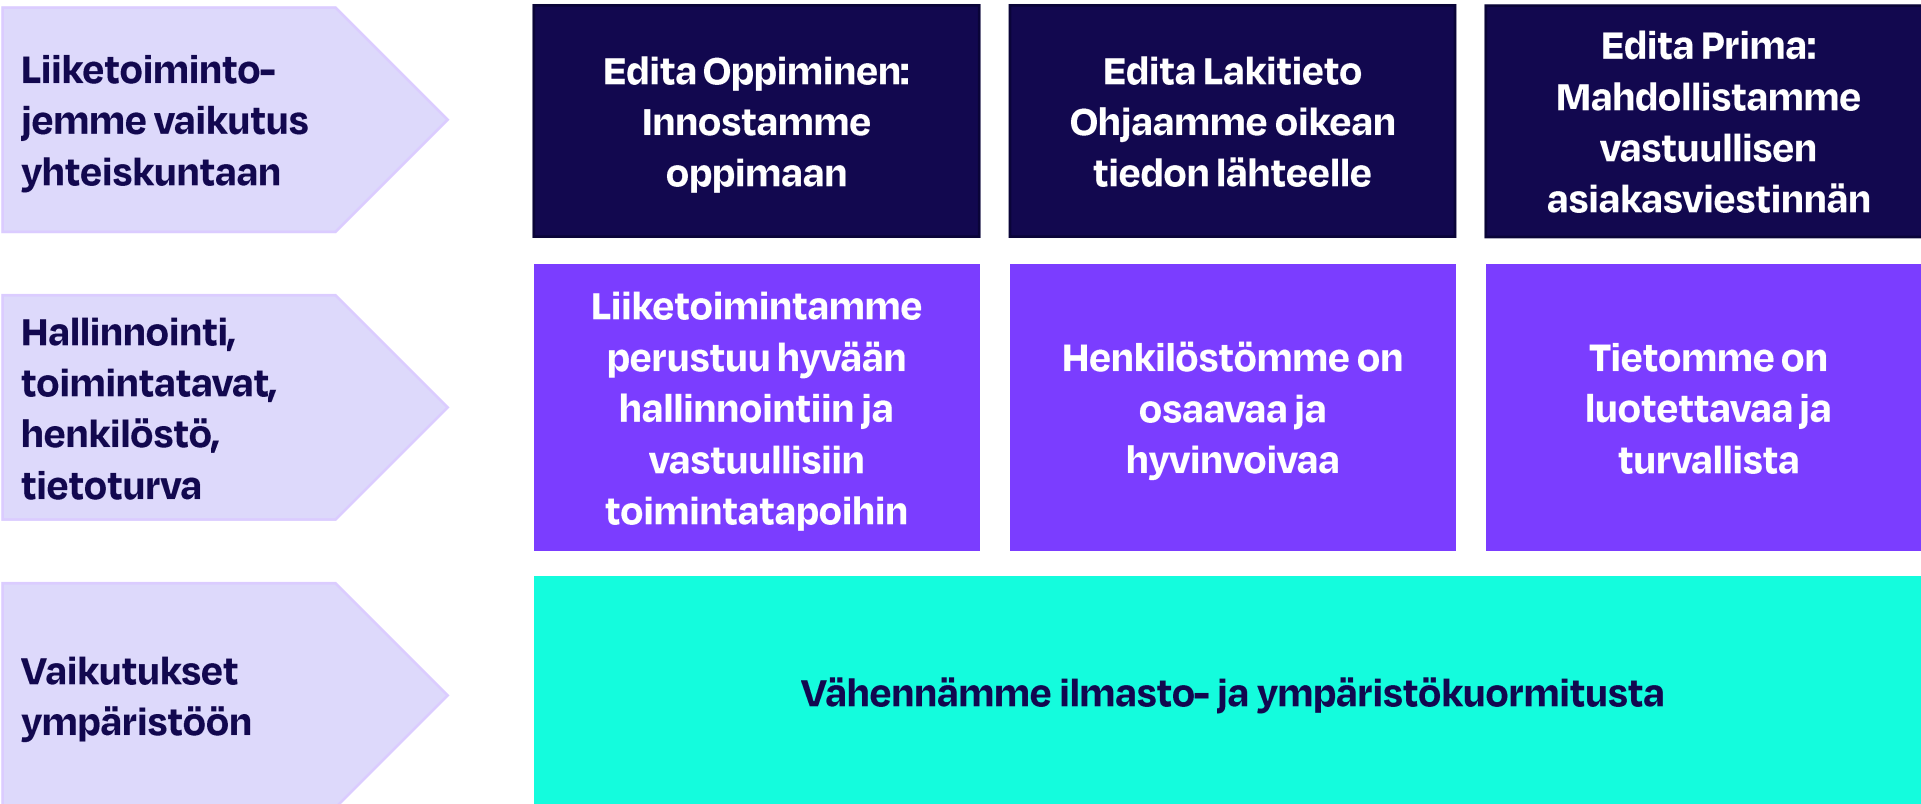 Liiketoiminto-
jemme vaikutus
yhteiskuntaan
Edita Oppiminen:
Innostamme
oppimaan
Edita Lakitieto
Ohjaamme oikean
tiedon lähteelle
Edita Prima:
Mahdollistamme
vastuullisen
asiakasviestinnän
Hallinnointi,
toimintatavat,
henkilöstö,
tietoturva
Liiketoimintamme
perustuu hyvään
hallinnointiin ja
vastuullisiin
toimintatapoihin
Henkilöstömme on
osaavaa ja
hyvinvoivaa
Tietomme on
luotettavaa ja
turvallista
Vaikutukset
ympäristöön
Vähennämme ilmasto- ja ympäristökuormitusta